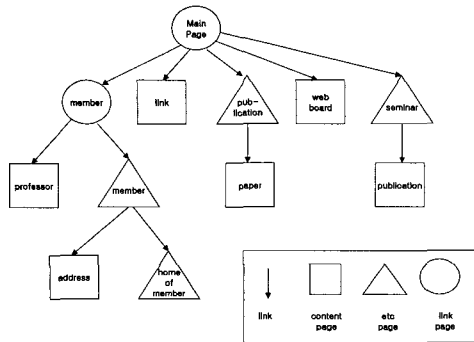 Main
Page
member
link
pub-
lication
web
board
seminar
professor
member
paper
publication
address
home
of
member
link
content
page
etc
page
link
page